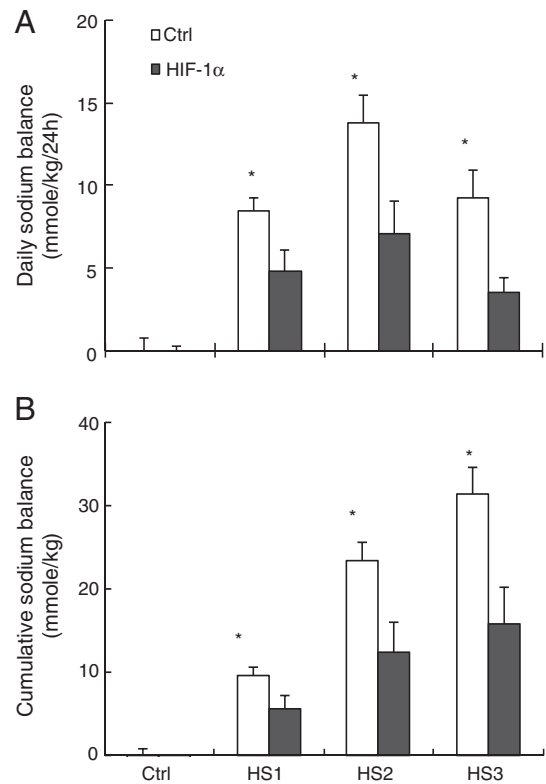 A
20
15
10
5
0
Daily sodium balance
(mmole/kg/24h)
Ctrl
HIF-1α
*
*
*
B
40
30
20
10
0
Cumulative sodium balance
(mmole/kg)
*
*
*
Ctrl
HS1
HS2
HS3